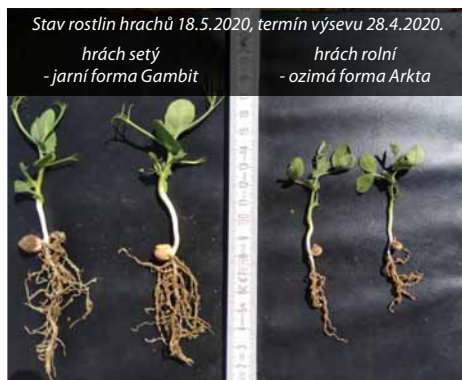 Stav rostlin hrachů 18.5.2020, termín výsevu 28.4.2020.
hrách setý
- jarní forma Gambit
hrách rolní
- ozimá forma Arkta